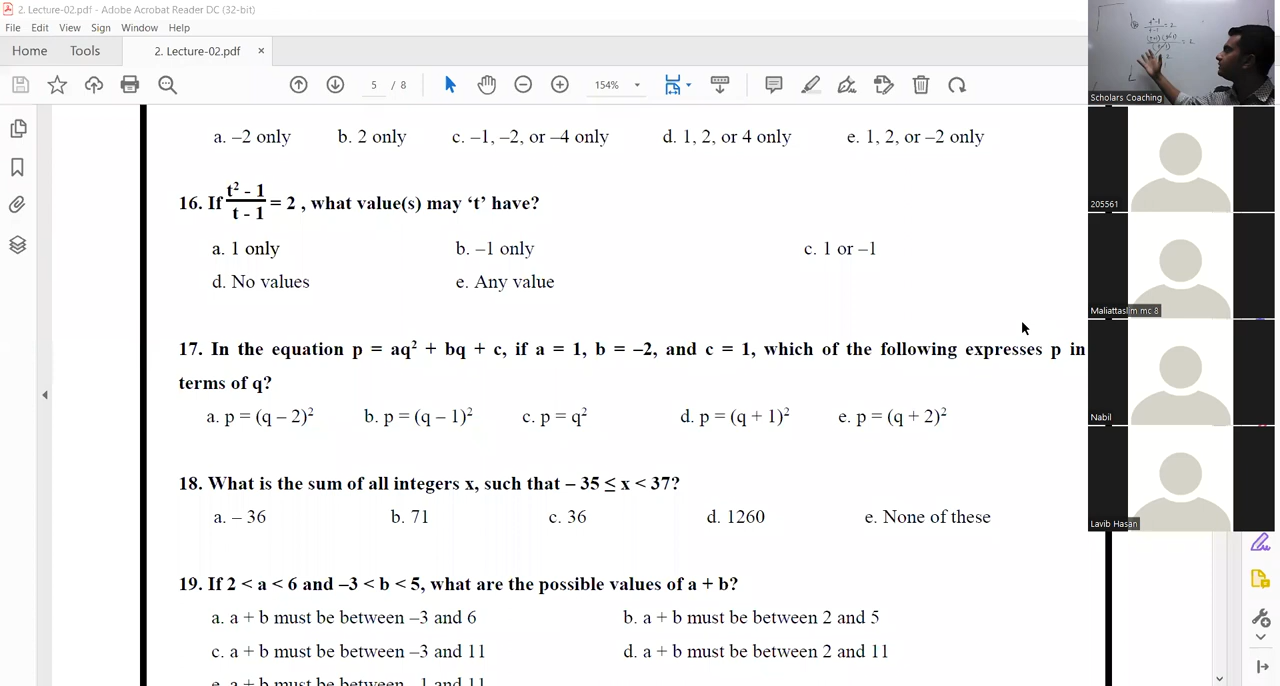 2. Lecture-02.pdf - Adobe Acrobat Reader DC (32-bit)
File Edit View Sign Window Help
Home Tools 2. Lecture-02.pdf ×
5 / 8 154%
a. –2 only b. 2 only c. –1, –2, or –4 only d. 1, 2, or 4 only e. 1, 2, or –2 only
16. If t² - 1 / t - 1 = 2 , what value(s) may ‘t’ have?
a. 1 only b. –1 only c. 1 or –1
d. No values e. Any value
17. In the equation p = aq² + bq + c, if a = 1, b = –2, and c = 1, which of the following expresses p in
terms of q?
a. p = (q – 2)² b. p = (q – 1)² c. p = q² d. p = (q + 1)² e. p = (q + 2)²
18. What is the sum of all integers x, such that – 35 ≤ x < 37?
a. – 36 b. 71 c. 36 d. 1260 e. None of these
19. If 2 < a < 6 and –3 < b < 5, what are the possible values of a + b?
a. a + b must be between –3 and 6 b. a + b must be between 2 and 5
c. a + b must be between –3 and 11 d. a + b must be between 2 and 11
e. a + b must be between –1 and 11
Scholars Coaching
205561
Maliattaslim mc 8
Nabil
Lavib Hasan